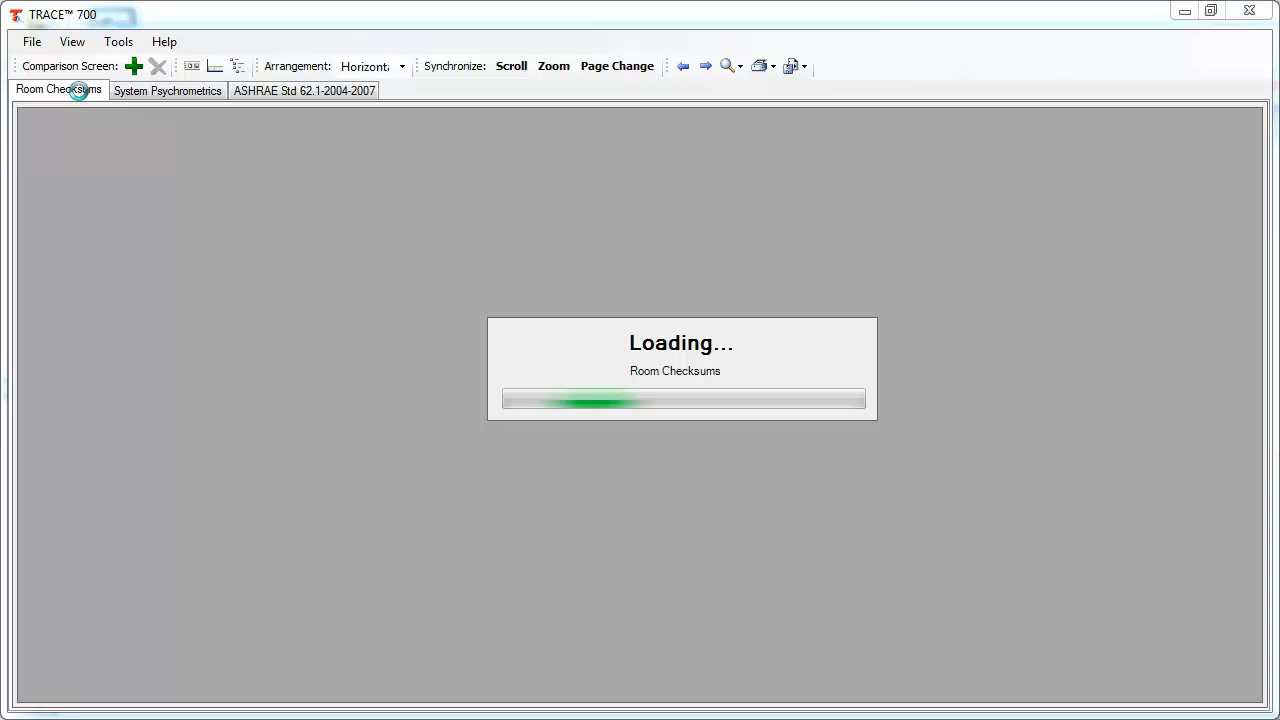 TRACE™ 700
File View Tools Help
Comparison Screen: Arrangement: Horizont Synchronize: Scroll Zoom Page Change
Room Checksums System Psychrometrics ASHRAE Std 62.1-2004-2007
Loading...
Room Checksums